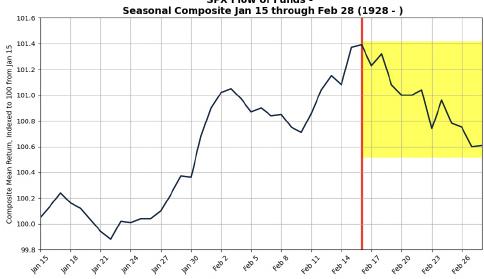 SPX Flow of Funds -
Seasonal Composite Jan 15 through Feb 28 (1928 - )
Composite Mean Return, Indexed to 100 from Jan 15
101.6
101.4
101.2
101.0
100.8
100.6
100.4
100.2
100.0
99.8
Jan 15
Jan 18
Jan 21
Jan 24
Jan 27
Jan 30
Feb 2
Feb 5
Feb 8
Feb 11
Feb 14
Feb 17
Feb 20
Feb 23
Feb 26